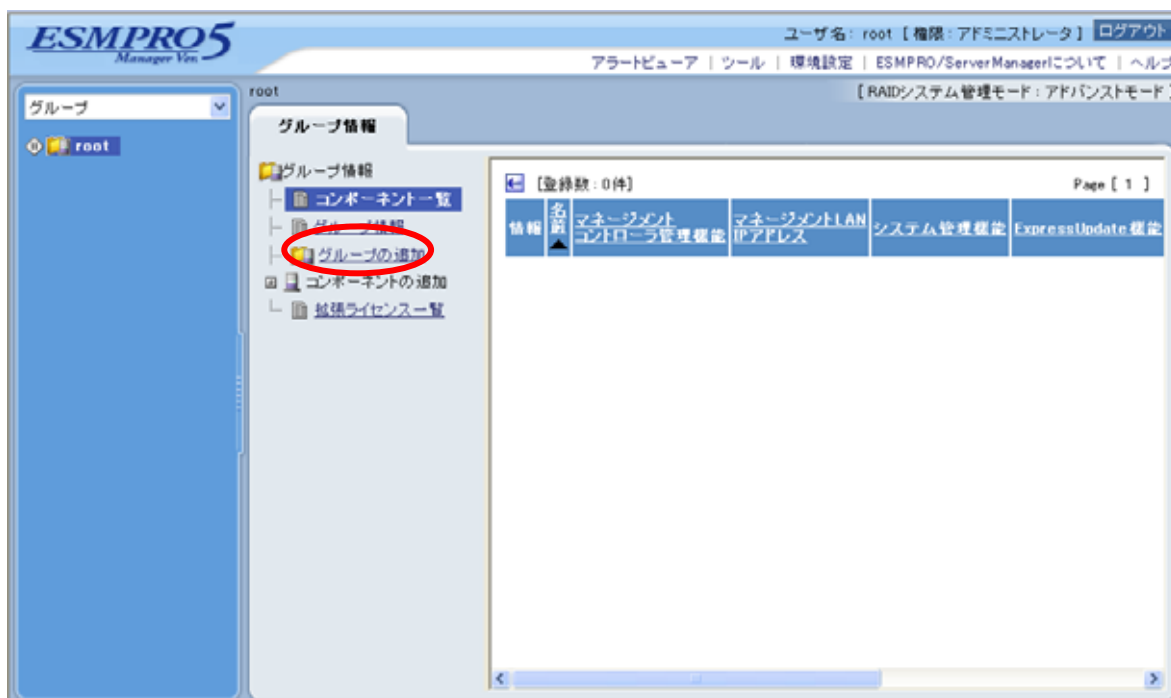 ESMPRO5
Manager Ver.
ユーザ名: root [ 権限: アドミニストレータ ] ログアウト
アラートビューア | ツール | 環境設定 | ESMPRO/ServerManagerについて | ヘルプ
グループ
root
root
[ RAIDシステム管理モード : アドバンストモード ]
グループ情報
グループ情報
コンポーネント一覧
グループ情報
グループの追加
コンポーネントの追加
拡張ライセンス一覧
[登録数 : 0件]
Page [ 1 ]
情報
名前
マネージメント
コントローラ管理機能
マネージメントLAN
IPアドレス
システム管理機能
ExpressUpdate機能